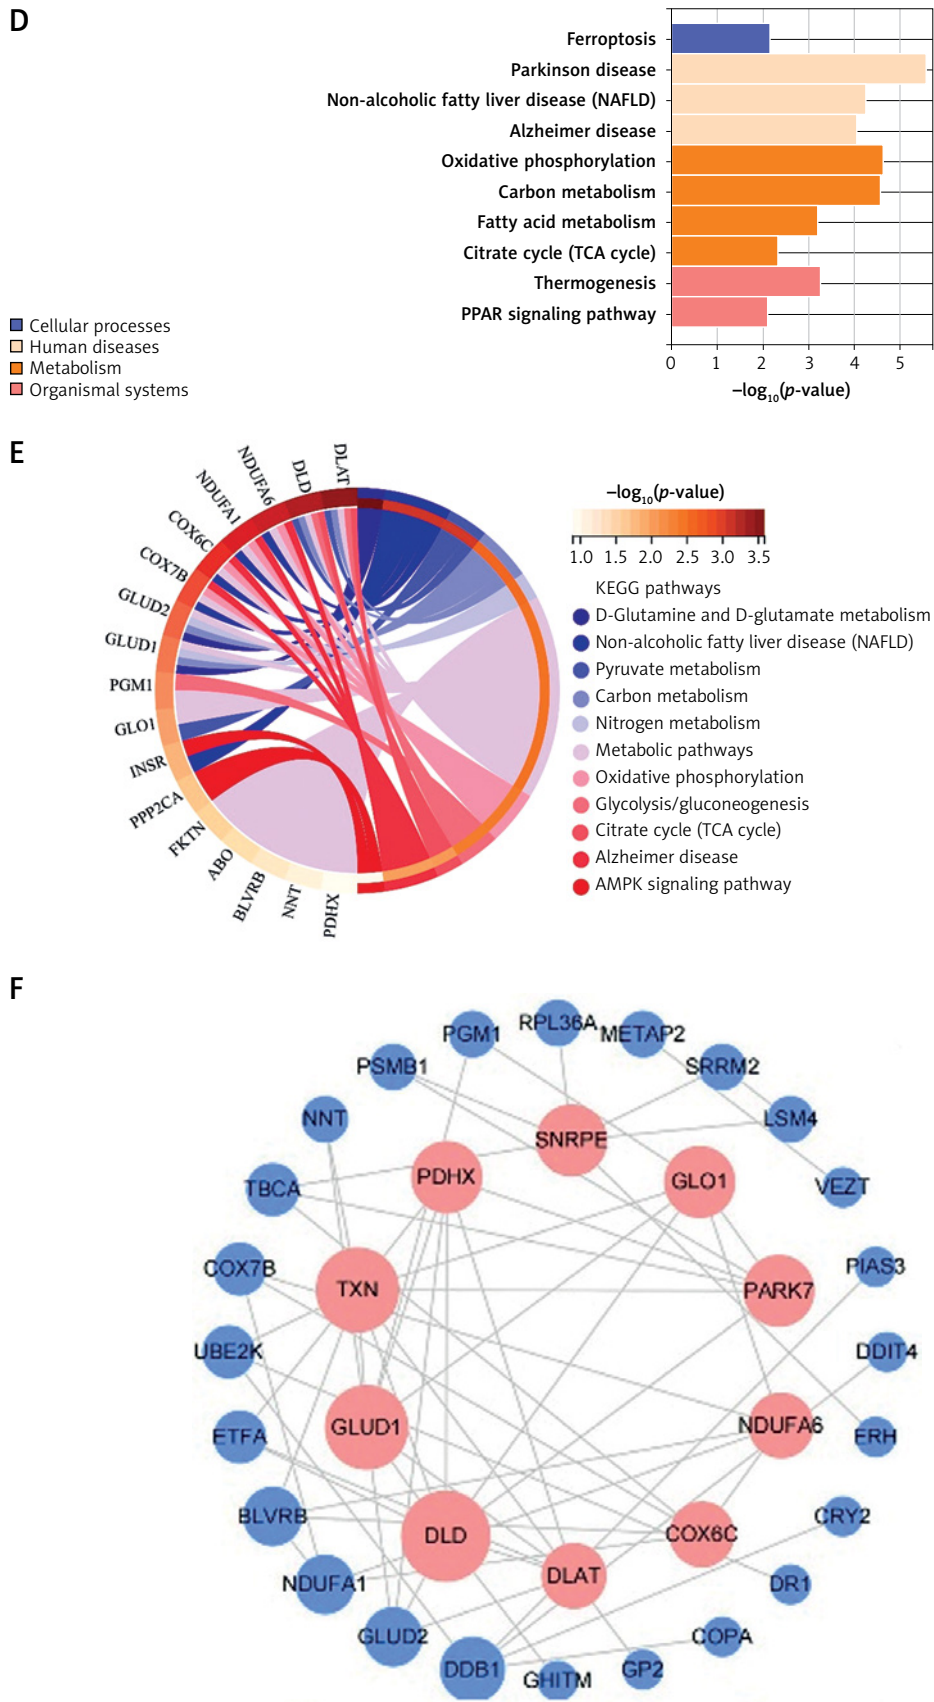 D
Ferroptosis
Parkinson disease
Non-alcoholic fatty liver disease (NAFLD)
Alzheimer disease
Oxidative phosphorylation
Carbon metabolism
Fatty acid metabolism
Citrate cycle (TCA cycle)
Thermogenesis
PPAR signaling pathway
0 1 2 3 4 5
–log10(p-value)
Cellular processes
Human diseases
Metabolism
Organismal systems
E
DLAT
DLD
NDUFA6
NDUFA1
COX6C
COX7B
GLUD2
GLUD1
PGM1
GLO1
INSR
PPP2CA
FKTN
ABO
BLVRB
NNT
PDHX
–log10(p-value)
1.0 1.5 2.0 2.5 3.0 3.5
KEGG pathways
D-Glutamine and D-glutamate metabolism
Non-alcoholic fatty liver disease (NAFLD)
Pyruvate metabolism
Carbon metabolism
Nitrogen metabolism
Metabolic pathways
Oxidative phosphorylation
Glycolysis/gluconeogenesis
Citrate cycle (TCA cycle)
Alzheimer disease
AMPK signaling pathway
F
RPL36A
PGM1
METAP2
PSMB1
SRRM2
NNT
LSM4
SNRPE
PDHX
GLO1
TBCA
VEZT
COX7B
PIAS3
TXN
PARK7
UBE2K
DDIT4
GLUD1
NDUFA6
ETFA
ERH
BLVRB
CRY2
DLD
COX6C
DLAT
NDUFA1
DR1
GLUD2
COPA
DDB1
GHITM
GP2